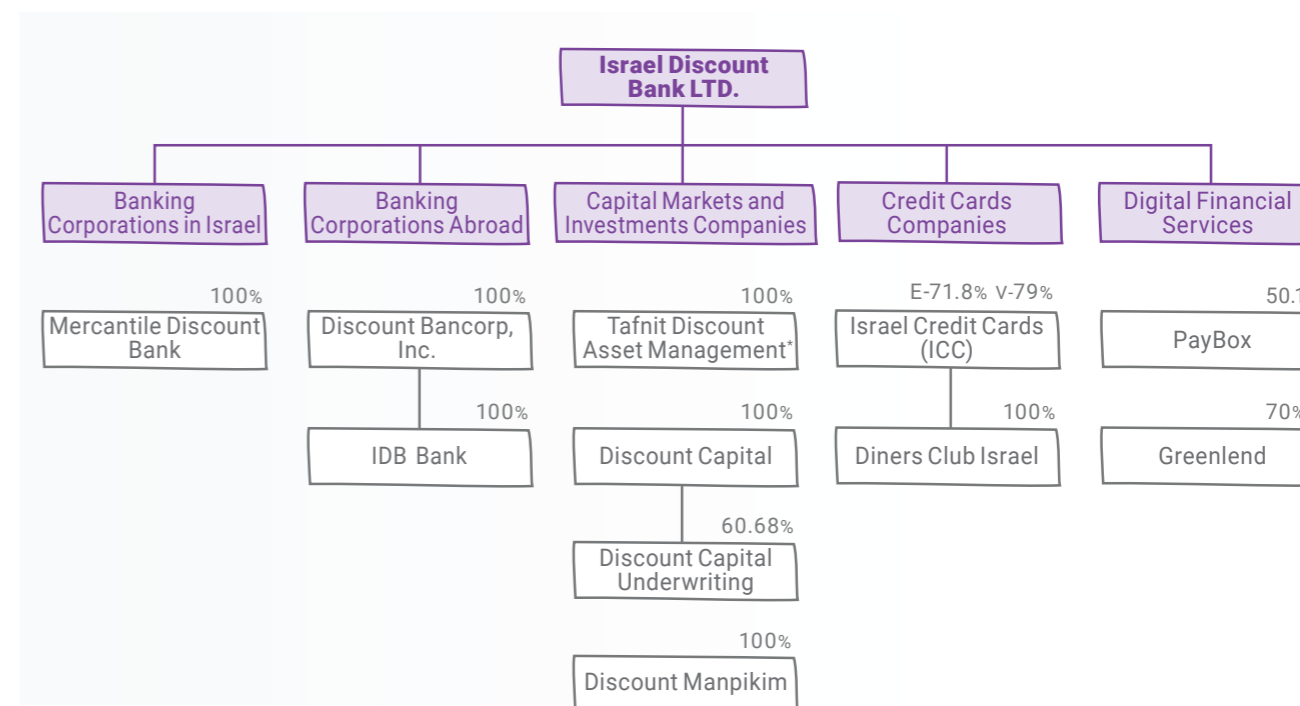 Israel Discount
Bank LTD.
Banking
Corporations in Israel
Banking
Corporations Abroad
Capital Markets and
Investments Companies
Credit Cards
Companies
Digital Financial
Services
100%
Mercantile Discount
Bank
100%
Discount Bancorp,
Inc.
100%
IDB Bank
100%
Tafnit Discount
Asset Management*
100%
Discount Capital
60.68%
Discount Capital
Underwriting
100%
Discount Manpikim
E-71.8% V-79%
Israel Credit Cards
(ICC)
100%
Diners Club Israel
50.1
PayBox
70%
Greenlend